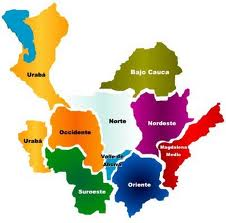 Urabá
Bajo Cauca
Norte
Nordeste
Occidente
Urabá
Magdalena
Medio
Valle de
Aburrá
Suroeste
Oriente